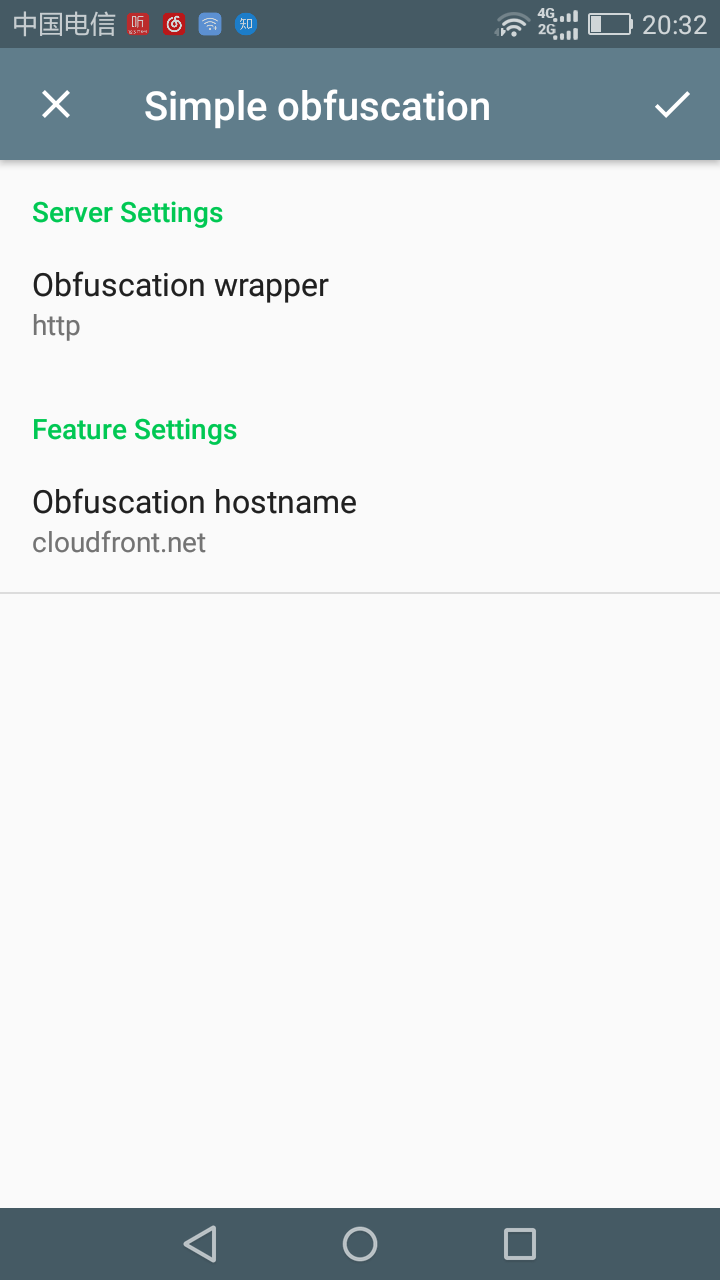 中国电信 听 知 4G 2G 20:32
Simple obfuscation
Server Settings
Obfuscation wrapper
http
Feature Settings
Obfuscation hostname
cloudfront.net